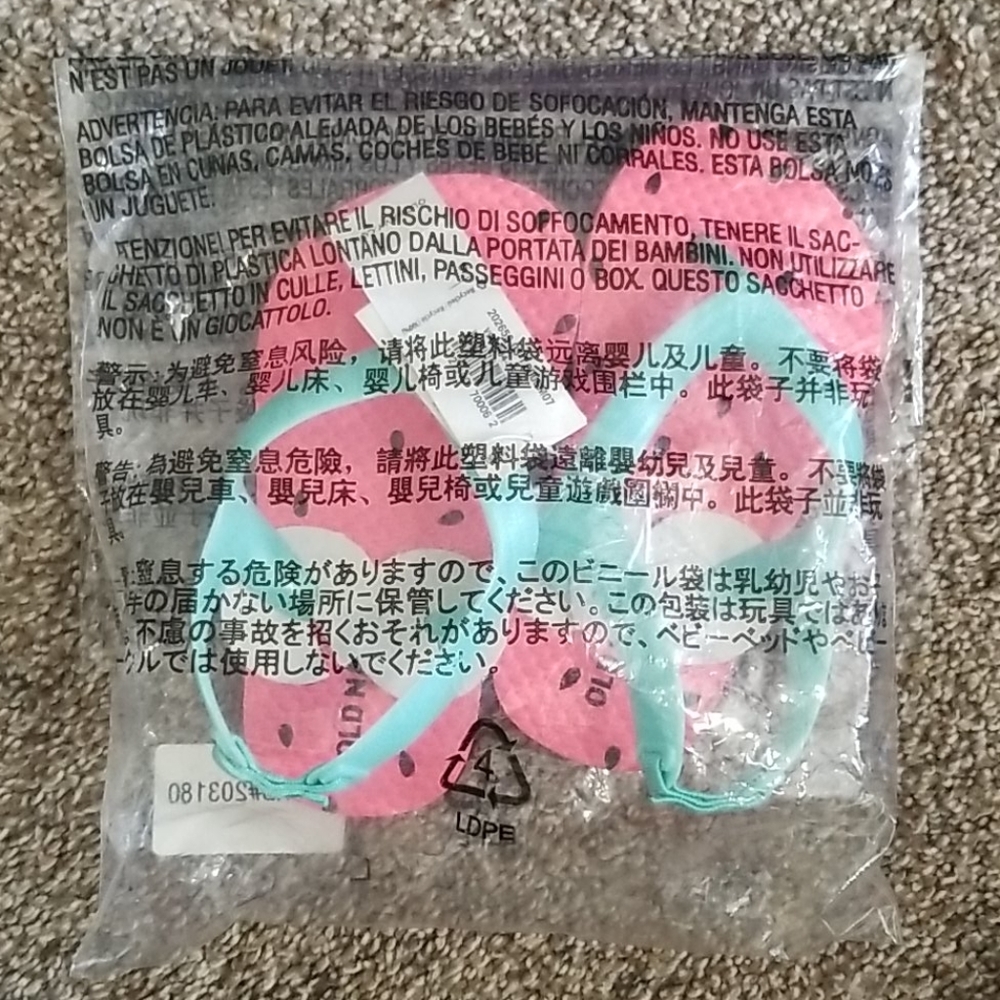 N'EST PAS UN JOUET.
ADVERTENCIA: PARA EVITAR EL RIESGO DE SOFOCACIÓN, MANTENGA ESTA
BOLSA DE PLÁSTICO ALEJADA DE LOS BEBÉS Y LOS NIÑOS. NO USE ESTA
BOLSA EN CUNAS, CAMAS, COCHES DE BEBÉ NI CORRALES. ESTA BOLSA NO ES
UN JUGUETE.
ATTENZIONE! PER EVITARE IL RISCHIO DI SOFFOCAMENTO, TENERE IL SAC-
CHETTO DI PLASTICA LONTANO DALLA PORTATA DEI BAMBINI. NON UTILIZZARE
IL SACCHETTO IN CULLE, LETTINI, PASSEGGINI O BOX. QUESTO SACCHETTO
NON È UN GIOCATTOLO.
警示：为避免窒息风险，请将此塑料袋远离婴儿及儿童。不要将袋
放在婴儿车、婴儿床、婴儿椅或儿童游戏围栏中。此袋子并非玩
具。
警告：為避免窒息危險，請將此塑料袋遠離嬰幼兒及兒童。不要將袋
子放在嬰兒車、嬰兒床、嬰兒椅或兒童遊戲圍欄中。此袋子並非玩
具。
窒息する危険がありますので、このビニール袋は乳幼児やお子
の届かない場所に保管してください。この包装は玩具ではあり
不慮の事故を招くおそれがありますので、ベビーベッドやベビー
ークルでは使用しないでください。
OLD N
OL
70006 2
#203180
4
LDPE